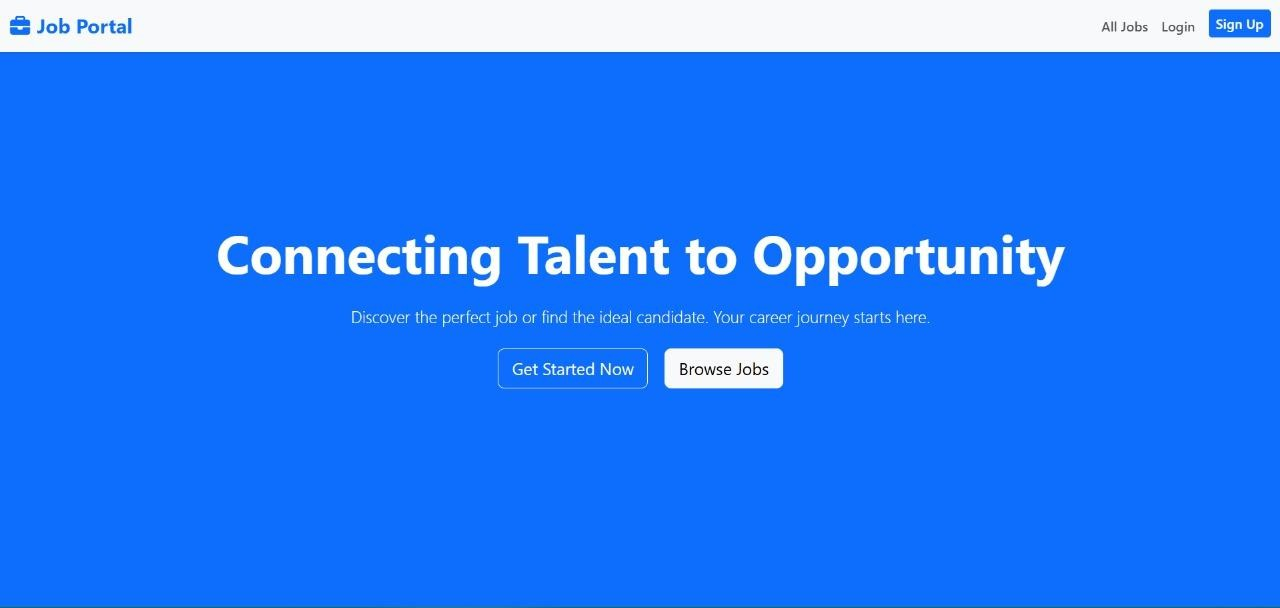 Job Portal
All Jobs Login Sign Up
Connecting Talent to Opportunity
Discover the perfect job or find the ideal candidate. Your career journey starts here.
Get Started Now Browse Jobs